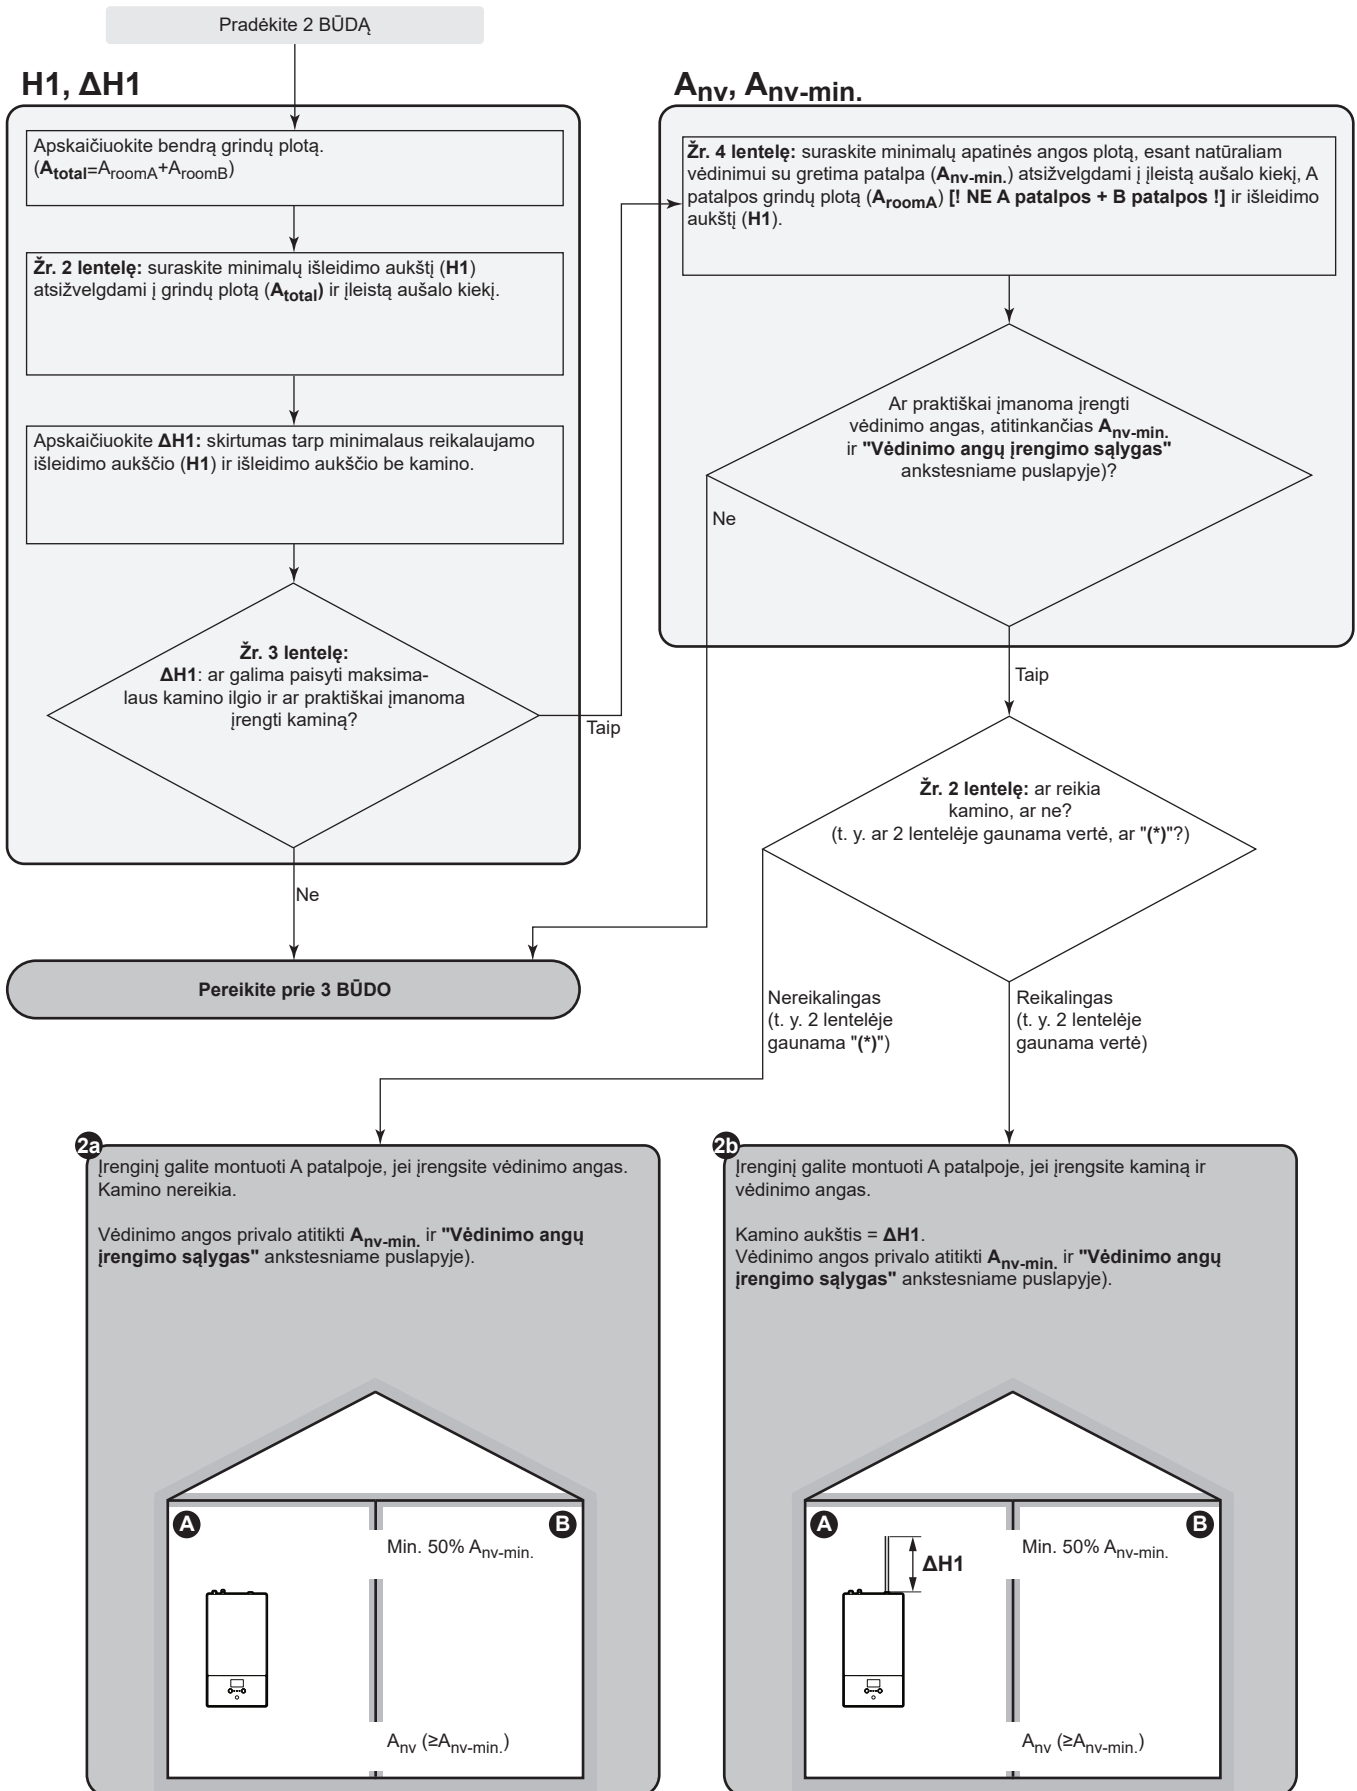 Pradėkite 2 BŪDĄ
H1, ΔH1
Apskaičiuokite bendrą grindų plotą.
(Atotal=AroomA+AroomB)
Žr. 2 lentelę: suraskite minimalų išleidimo aukštį (H1)
atsižvelgdami į grindų plotą (Atotal) ir įleistą aušalo kiekį.
Apskaičiuokite ΔH1: skirtumas tarp minimalaus reikalaujamo
išleidimo aukščio (H1) ir išleidimo aukščio be kamino.
Žr. 3 lentelę:
ΔH1: ar galima paisyti maksima-
laus kamino ilgio ir ar praktiškai įmanoma
įrengti kaminą?
Taip
Ne
Anv, Anv-min.
Žr. 4 lentelę: suraskite minimalų apatinės angos plotą, esant natūraliam
vėdinimui su gretima patalpa (Anv-min.) atsižvelgdami į įleistą aušalo kiekį, A
patalpos grindų plotą (AroomA) [! NE A patalpos + B patalpos !] ir išleidimo
aukštį (H1).
Ar praktiškai įmanoma įrengti
vėdinimo angas, atitinkančias Anv-min.
ir "Vėdinimo angų įrengimo sąlygas"
ankstesniame puslapyje)?
Ne
Taip
Žr. 2 lentelę: ar reikia
kamino, ar ne?
(t. y. ar 2 lentelėje gaunama vertė, ar "(*)"?)
Pereikite prie 3 BŪDO
Nereikalingas
(t. y. 2 lentelėje
gaunama "(*)")
Reikalingas
(t. y. 2 lentelėje
gaunama vertė)
2a
Įrenginį galite montuoti A patalpoje, jei įrengsite vėdinimo angas.
Kamino nereikia.
Vėdinimo angos privalo atitikti Anv-min. ir "Vėdinimo angų
įrengimo sąlygas" ankstesniame puslapyje).
A
B
Min. 50% Anv-min.
Anv (≥Anv-min.)
2b
Įrenginį galite montuoti A patalpoje, jei įrengsite kaminą ir
vėdinimo angas.
Kamino aukštis = ΔH1.
Vėdinimo angos privalo atitikti Anv-min. ir "Vėdinimo angų
įrengimo sąlygas" ankstesniame puslapyje).
A
B
Min. 50% Anv-min.
ΔH1
Anv (≥Anv-min.)